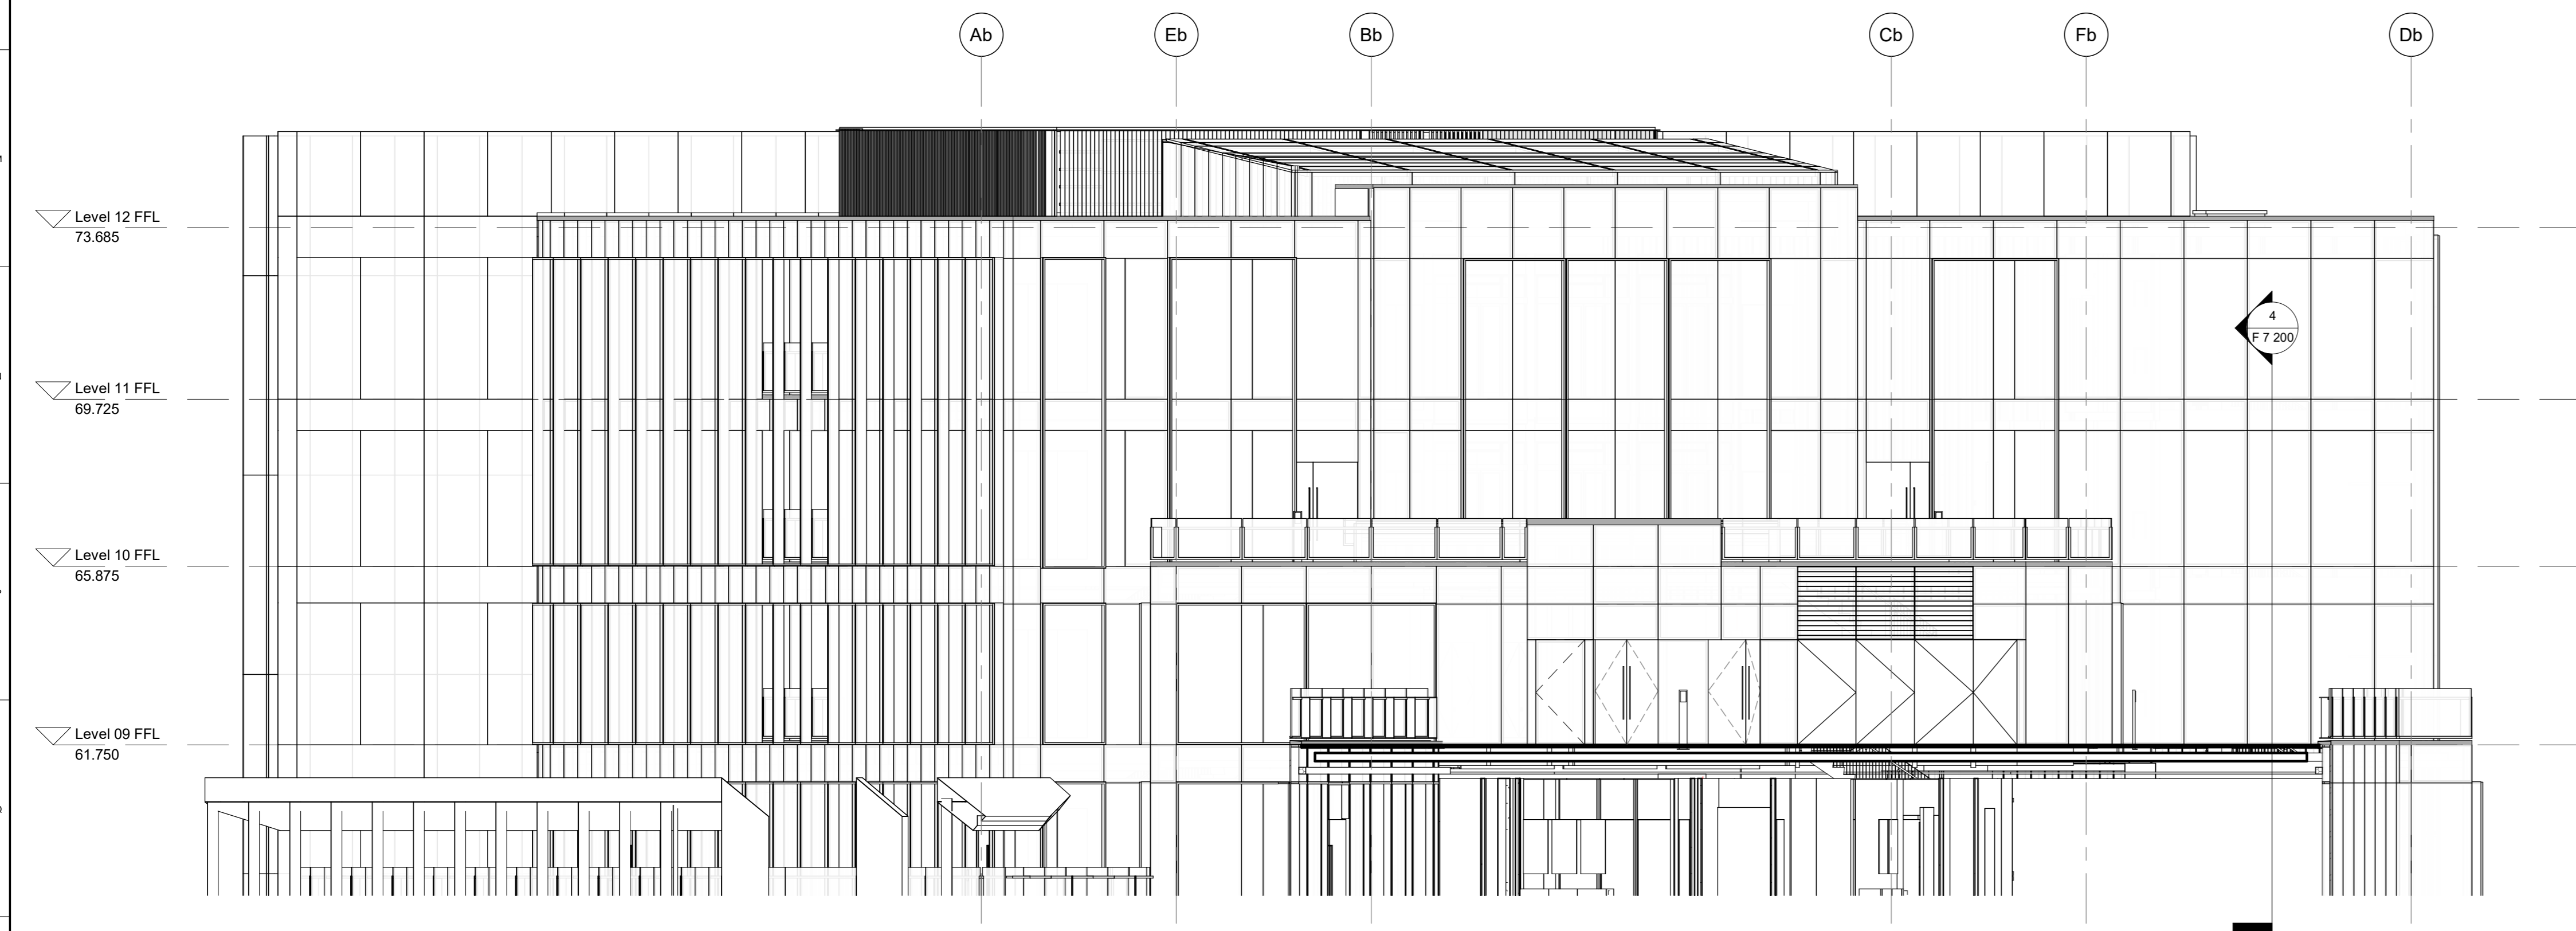 Ab
Eb
Bb
Cb
Fb
Db
Level 12 FFL
73.685
4
F 7 200
Level 11 FFL
69.725
Level 10 FFL
65.875
Level 09 FFL
61.750